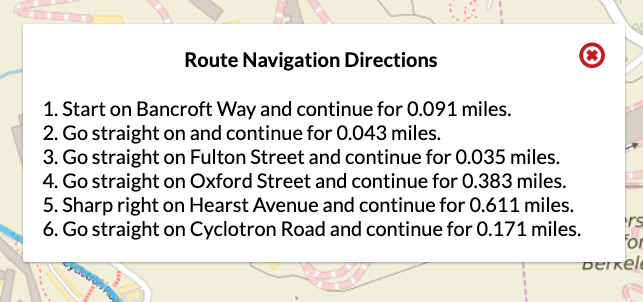 Route Navigation Directions
1. Start on Bancroft Way and continue for 0.091 miles.
2. Go straight on and continue for 0.043 miles.
3. Go straight on Fulton Street and continue for 0.035 miles.
4. Go straight on Oxford Street and continue for 0.383 miles.
5. Sharp right on Hearst Avenue and continue for 0.611 miles.
6. Go straight on Cyclotron Road and continue for 0.171 miles.